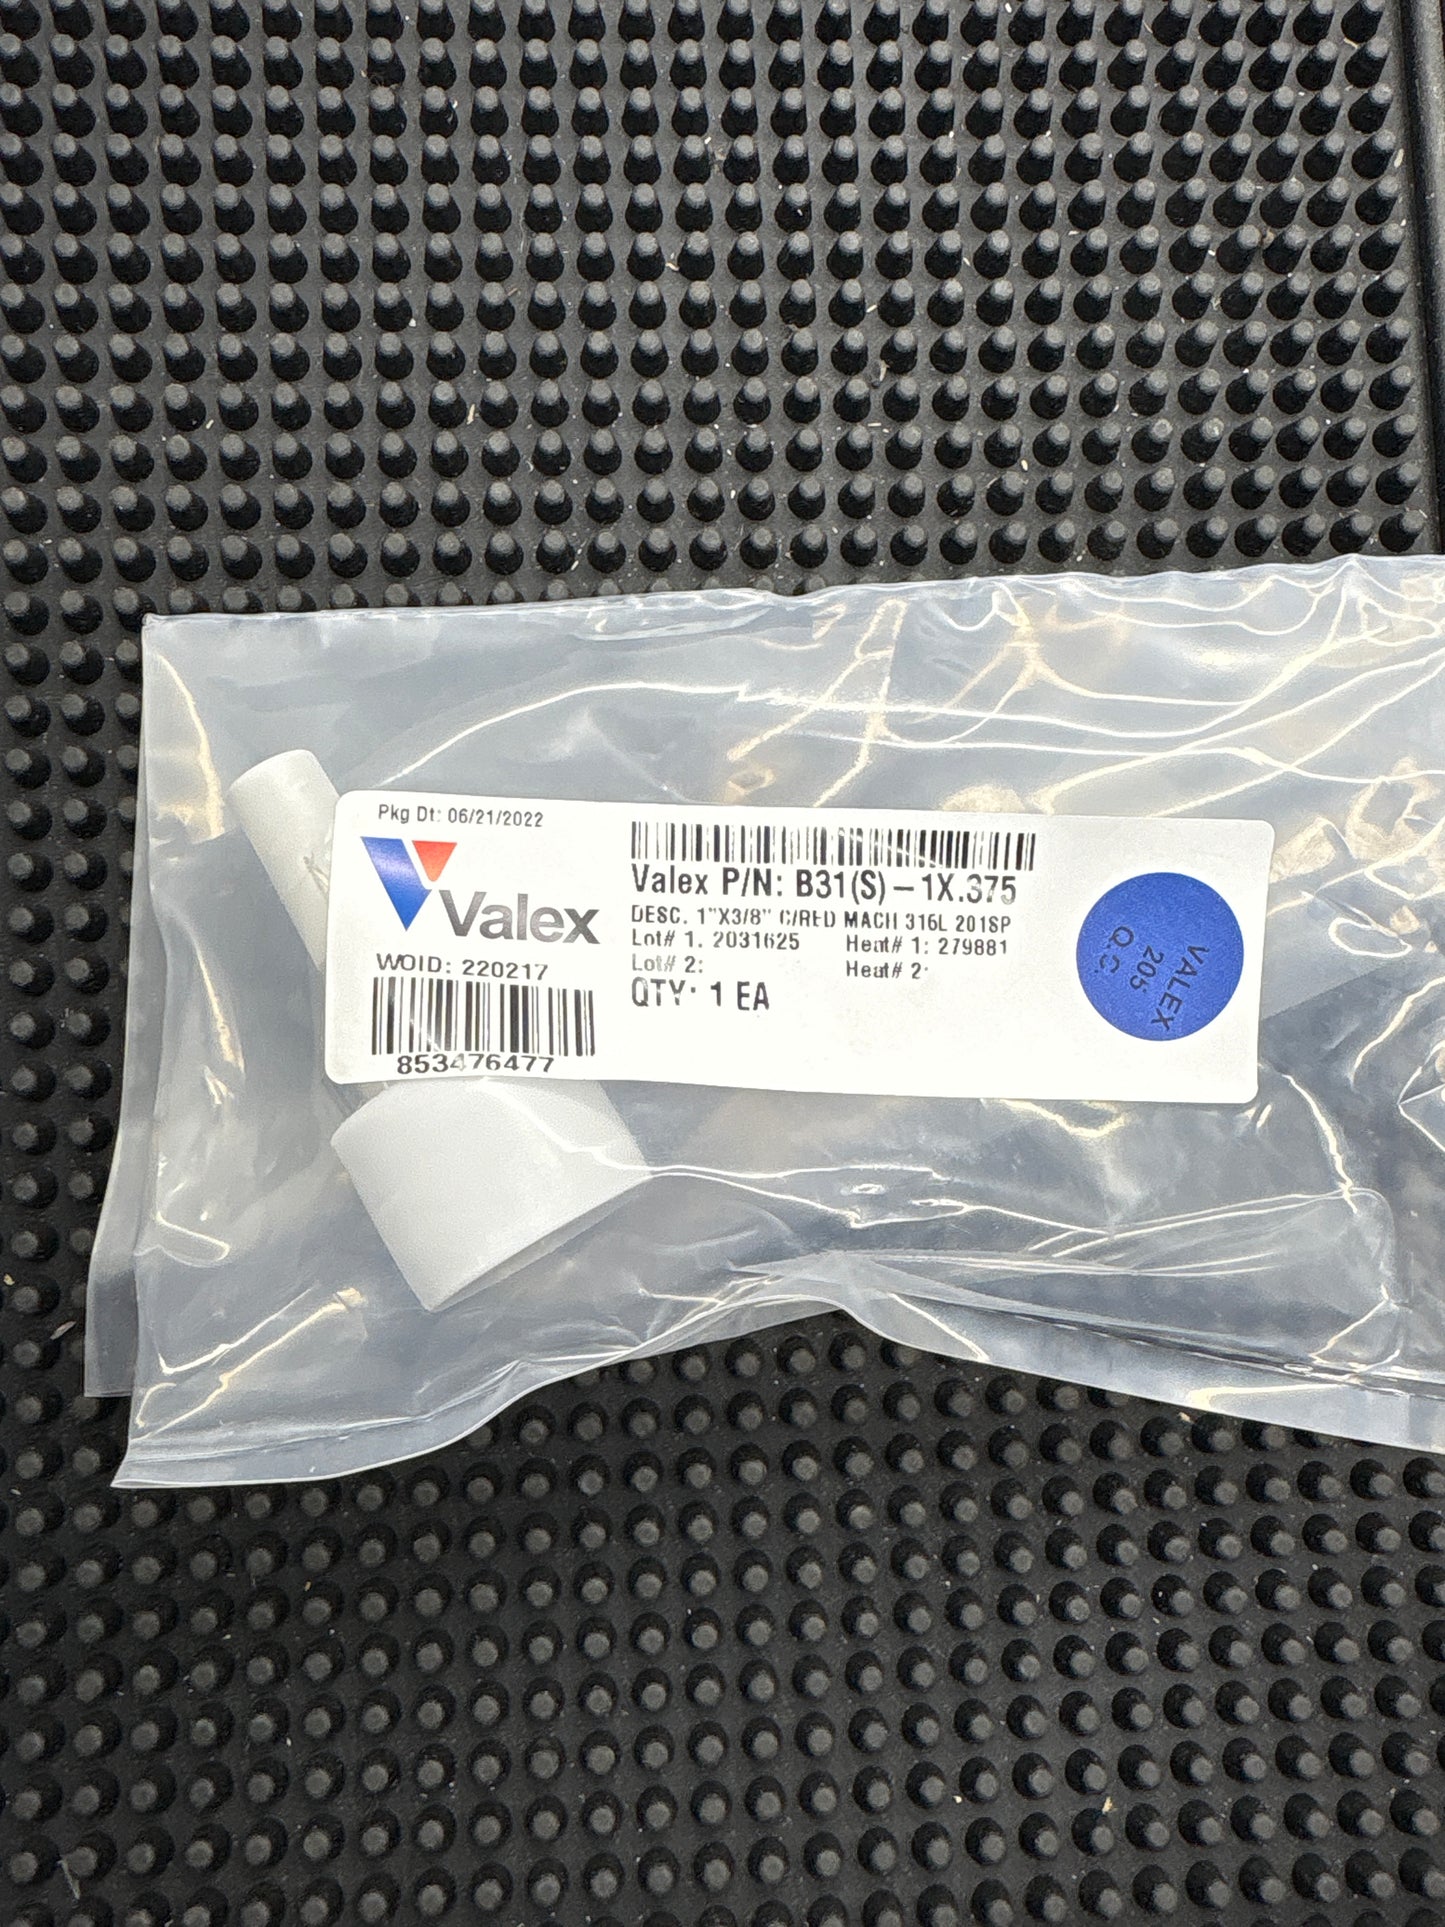 Pkg Dt: 06/21/2022
Valex
WOID: 220217
853476477
Valex P/N: B31(S)-1X.375
DESC. 1"X3/8" C/RED MACH 316L 201SP
Lot# 1. 2031625 Heat# 1: 279881
Lot# 2: Heat# 2:
QTY: 1 EA
VALEX
205
Q.C.